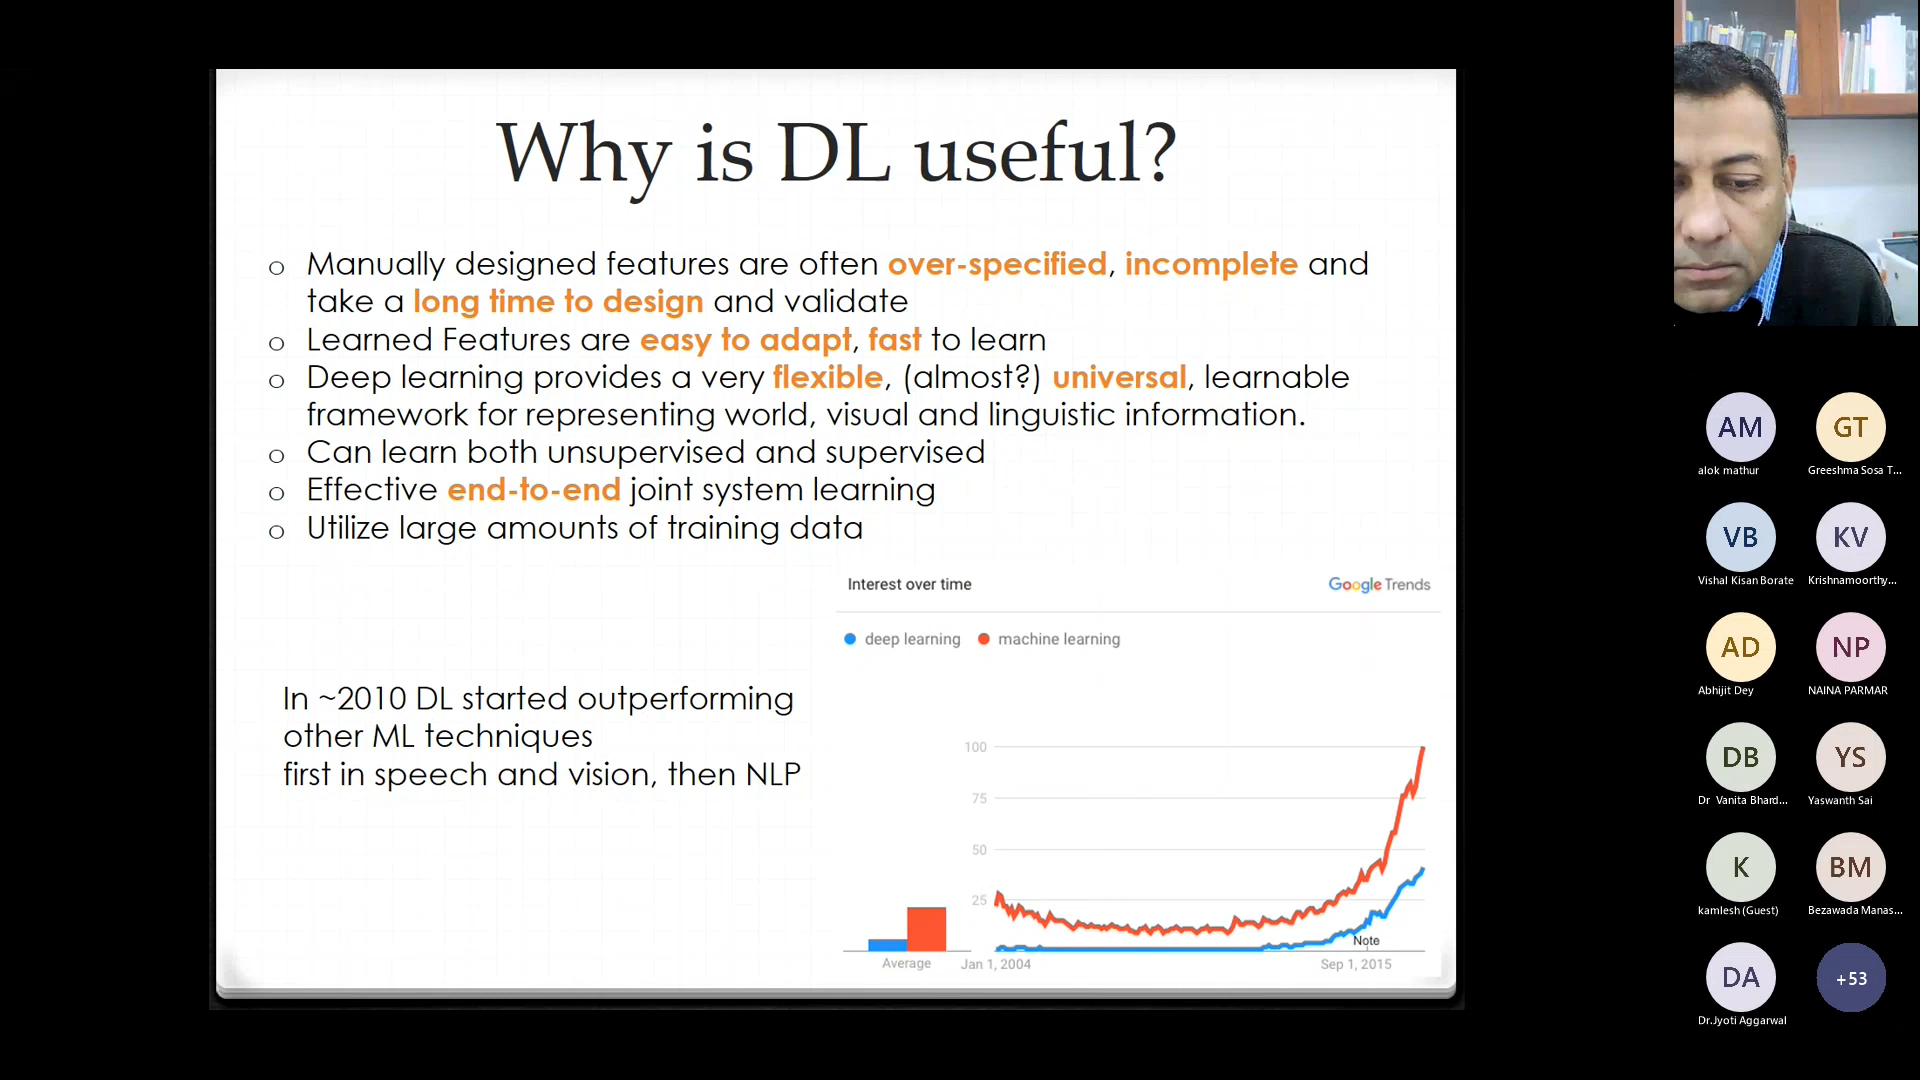 Why is DL useful?
o Manually designed features are often over-specified, incomplete and
take a long time to design and validate
o Learned Features are easy to adapt, fast to learn
o Deep learning provides a very flexible, (almost?) universal, learnable
framework for representing world, visual and linguistic information.
o Can learn both unsupervised and supervised
o Effective end-to-end joint system learning
o Utilize large amounts of training data
In ~2010 DL started outperforming
other ML techniques
first in speech and vision, then NLP
Interest over time
Google Trends
deep learning machine learning
100
75
50
25
Note
Average
Jan 1, 2004
Sep 1, 2015
AM GT
alok mathur Greeshma Sosa T...
VB KV
Vishal Kisan Borate Krishnamoorthy...
AD NP
Abhijit Dey NAINA PARMAR
DB YS
Dr Vanita Bhard... Yaswanth Sai
K BM
kamlesh (Guest) Bezawada Manas...
DA +53
Dr.Jyoti Aggarwal